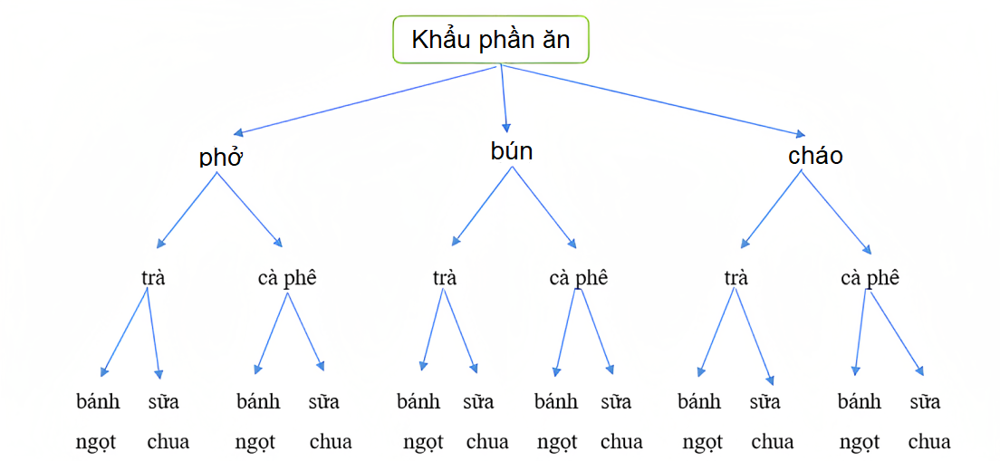 Khẩu phần ăn
phở bún cháo
trà cà phê trà cà phê trà cà phê
bánh sữa bánh sữa bánh sữa bánh sữa bánh sữa bánh sữa
ngọt chua ngọt chua ngọt chua ngọt chua ngọt chua ngọt chua